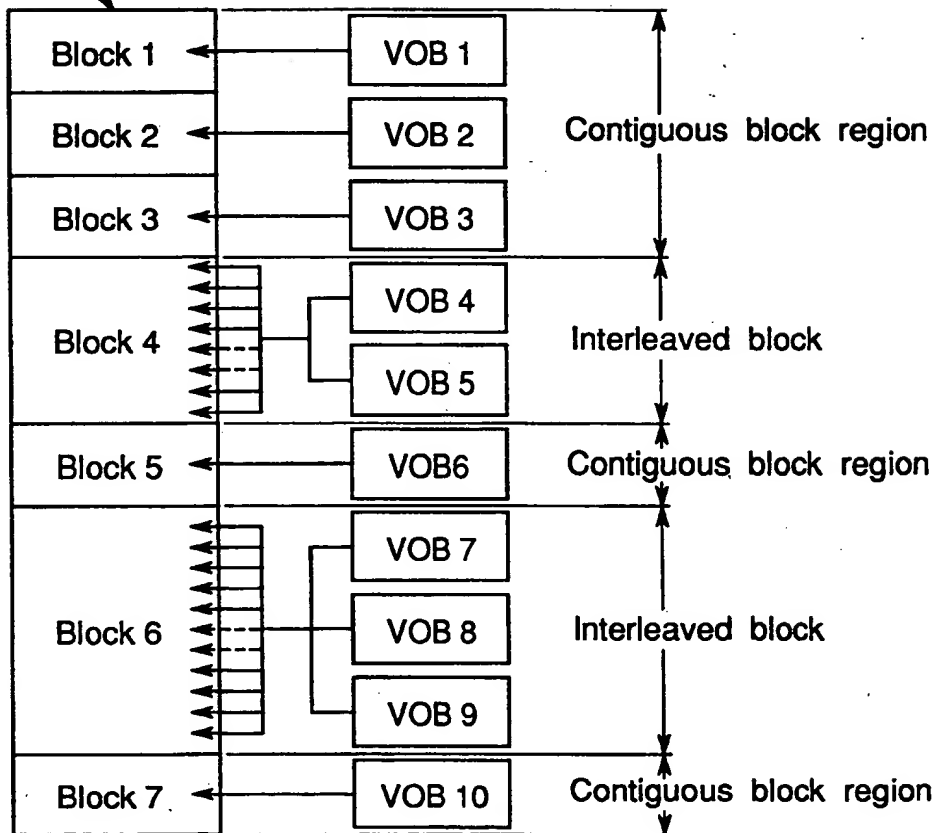 Block 1
VOB 1
Block 2
VOB 2
Contiguous block region
Block 3
VOB 3
Block 4
VOB 4
Interleaved block
VOB 5
Block 5
VOB6
Contiguous block region
Block 6
VOB 7
VOB 8
Interleaved block
VOB 9
Block 7
VOB 10
Contiguous block region